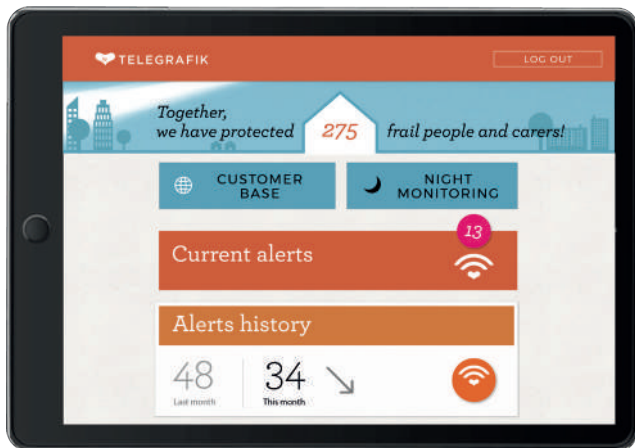 TELEGRAFIK
LOG OUT
Together,
we have protected 275 frail people and carers!
CUSTOMER
BASE
NIGHT
MONITORING
13
Current alerts
Alerts history
48 34
Last month This month